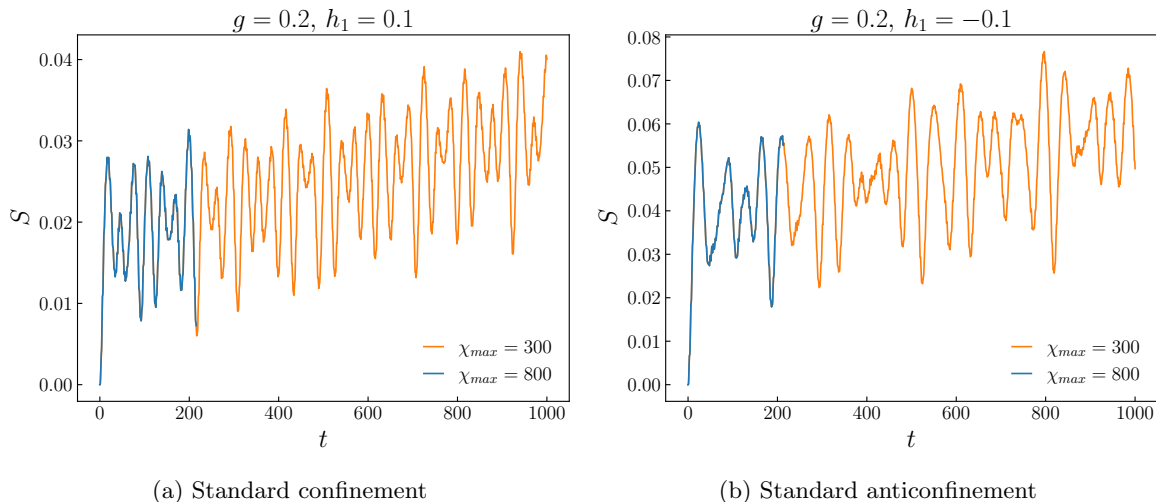 g = 0.2, h₁ = 0.1
0.04
0.03
0.02
0.01
0.00
S
χₘₐₓ = 300
χₘₐₓ = 800
0 200 400 600 800 1000
t
(a) Standard confinement
g = 0.2, h₁ = −0.1
0.08
0.07
0.06
0.05
0.04
0.03
0.02
0.01
0.00
S
χₘₐₓ = 300
χₘₐₓ = 800
0 200 400 600 800 1000
t
(b) Standard anticonfinement